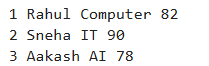 1 Rahul Computer 82
2 Sneha IT 90
3 Aakash AI 78